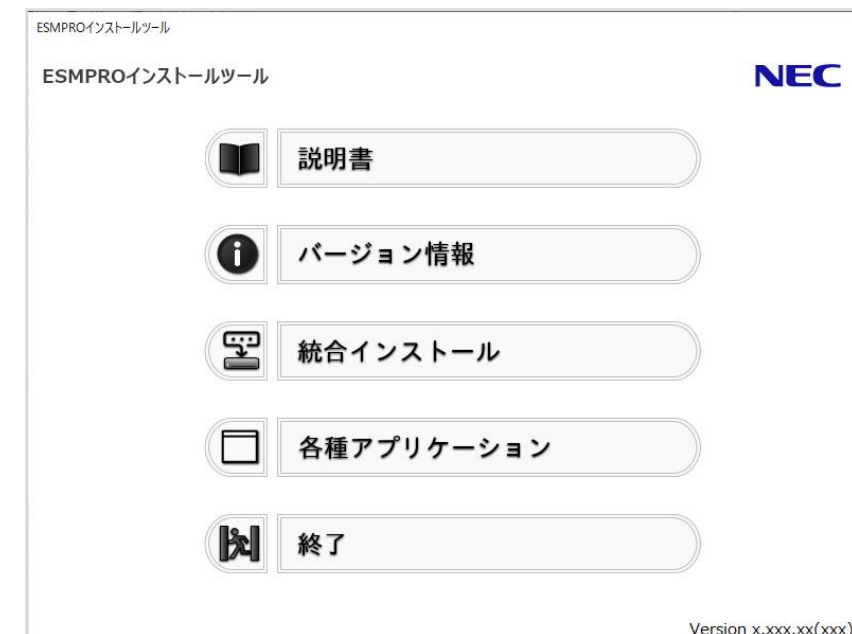 ESMPROインストールツール
ESMPROインストールツール
NEC
説明書
バージョン情報
統合インストール
各種アプリケーション
終了
Version x.xxx.xx(xxx)